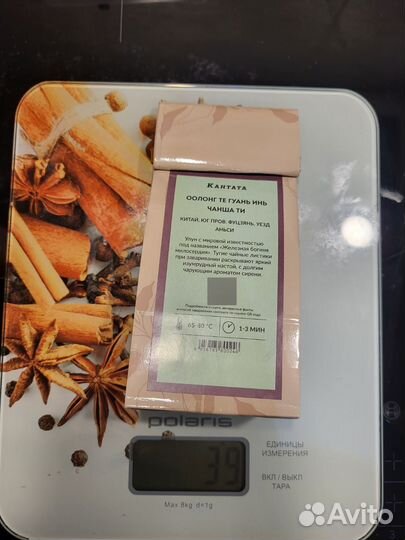 КАНТАТА
ООЛОНГ ТЕ ГУАНЬ ИНЬ
ЧАНША ТИ
КИТАЙ, ЮГ ПРОВ. ФУЦЗЯНЬ, УЕЗД
АНЬСИ
Улун с мировой известностью
под названием «Железная богиня
милосердия». Тугие чайные листики
при заваривании раскрывают яркий
изумрудный настой, с долгим
чарующим ароматом сирени.
65-80 °C
1-3 МИН
polaris
39
ЕДИНИЦЫ
ИЗМЕРЕНИЯ
ВКЛ / ВЫКЛ
ТАРА
Max 8kg d=1g
Avito